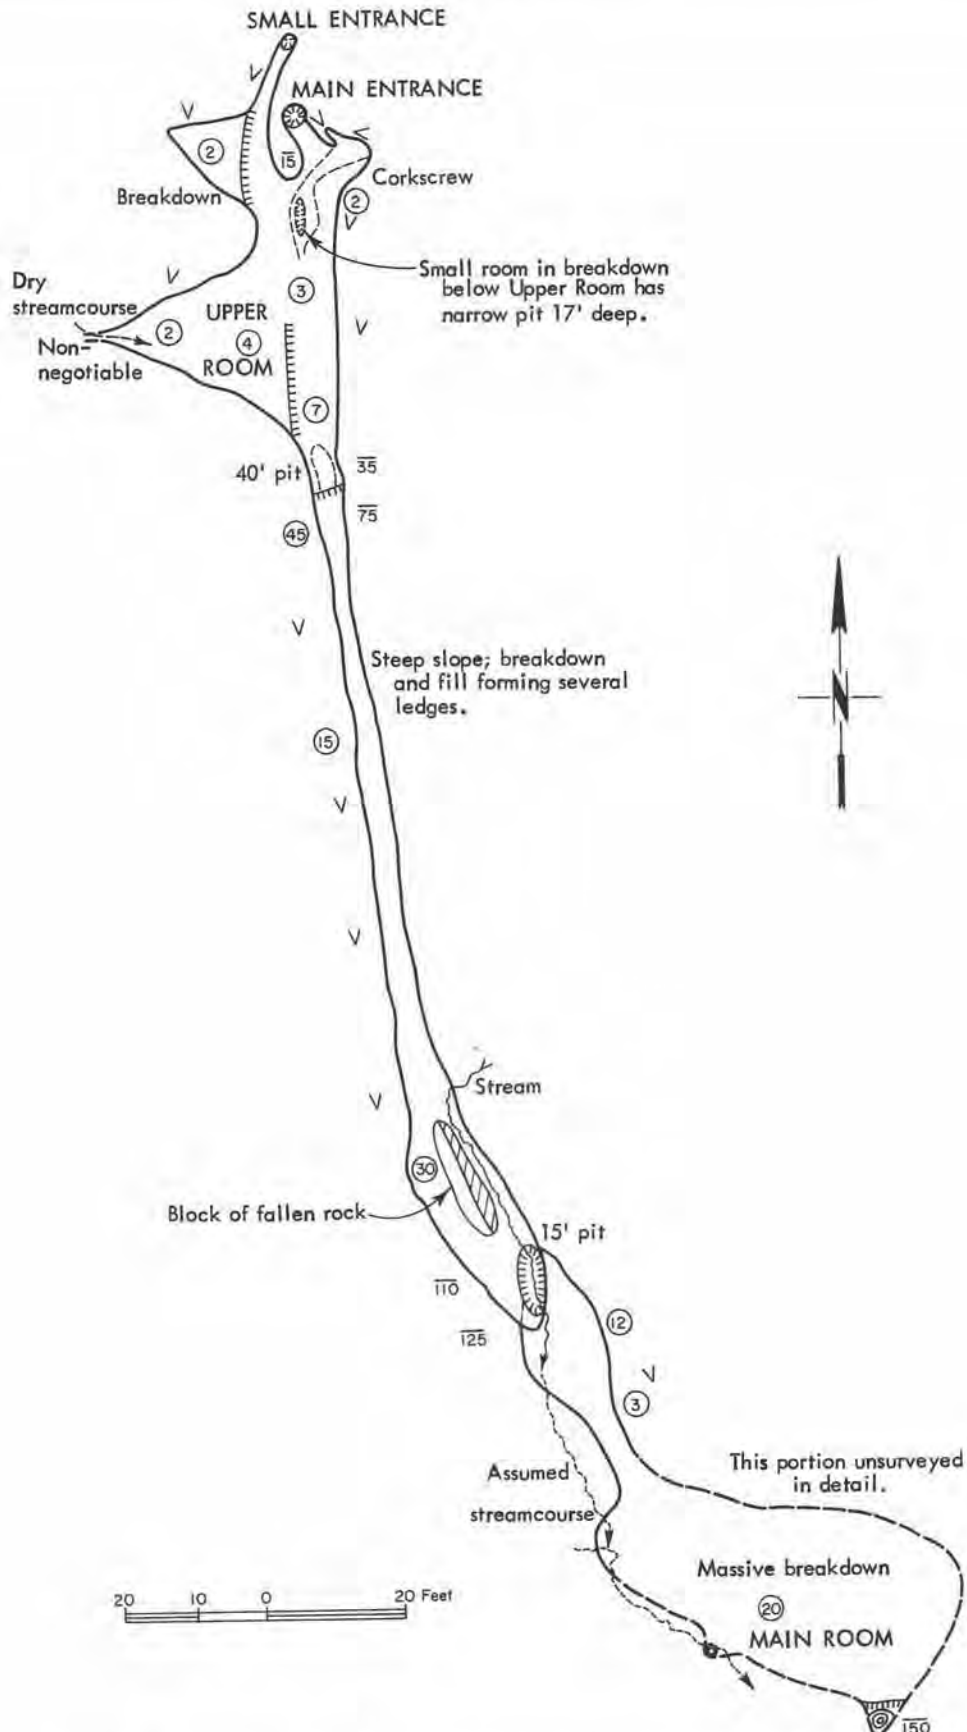 SMALL ENTRANCE
MAIN ENTRANCE
2
15
Corkscrew
Breakdown
2
Small room in breakdown
below Upper Room has
narrow pit 17' deep.
Dry
streamcourse
3
UPPER
2
4
Non-
negotiable
ROOM
7
40' pit
35
75
45
Steep slope; breakdown
and fill forming several
ledges.
15
N
Stream
30
Block of fallen rock
15' pit
110
125
12
3
This portion unsurveyed
in detail.
Assumed
streamcourse
Massive breakdown
20
MAIN ROOM
20 10 0 20 Feet
150